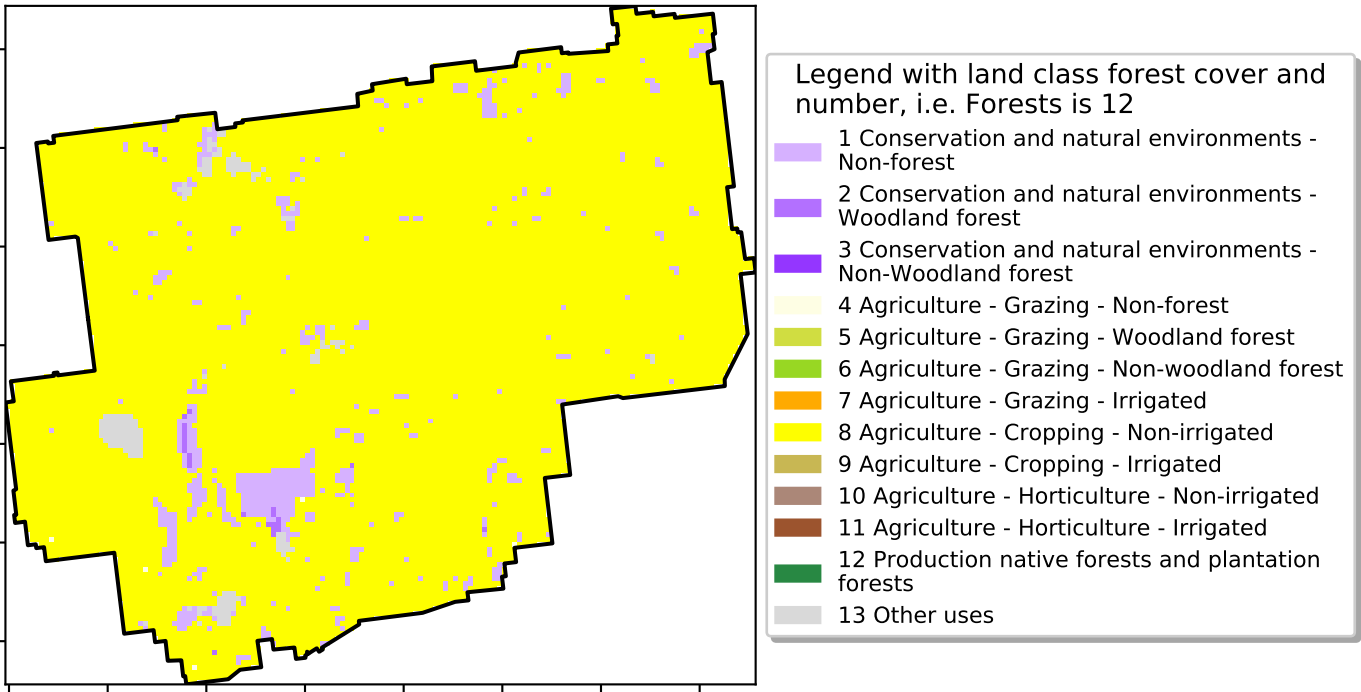 Legend with land class forest cover and
number, i.e. Forests is 12
1 Conservation and natural environments -
Non-forest
2 Conservation and natural environments -
Woodland forest
3 Conservation and natural environments -
Non-Woodland forest
4 Agriculture - Grazing - Non-forest
5 Agriculture - Grazing - Woodland forest
6 Agriculture - Grazing - Non-woodland forest
7 Agriculture - Grazing - Irrigated
8 Agriculture - Cropping - Non-irrigated
9 Agriculture - Cropping - Irrigated
10 Agriculture - Horticulture - Non-irrigated
11 Agriculture - Horticulture - Irrigated
12 Production native forests and plantation
forests
13 Other uses